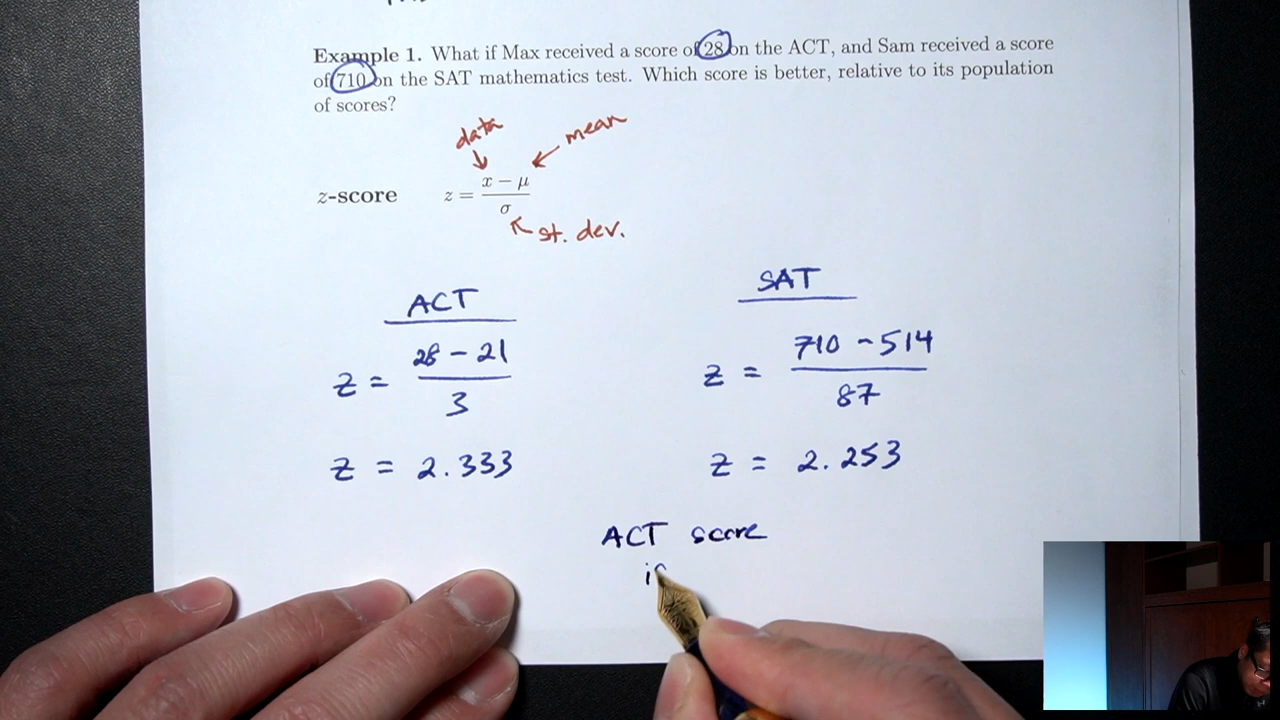 Example 1. What if Max received a score of 28 on the ACT, and Sam received a score
of 710 on the SAT mathematics test. Which score is better, relative to its population
of scores?
data
mean
z-score z = x − μ / σ
st. dev.
ACT
z = 28 - 21 / 3
z = 2.333
SAT
z = 710 - 514 / 87
z = 2.253
ACT score
is